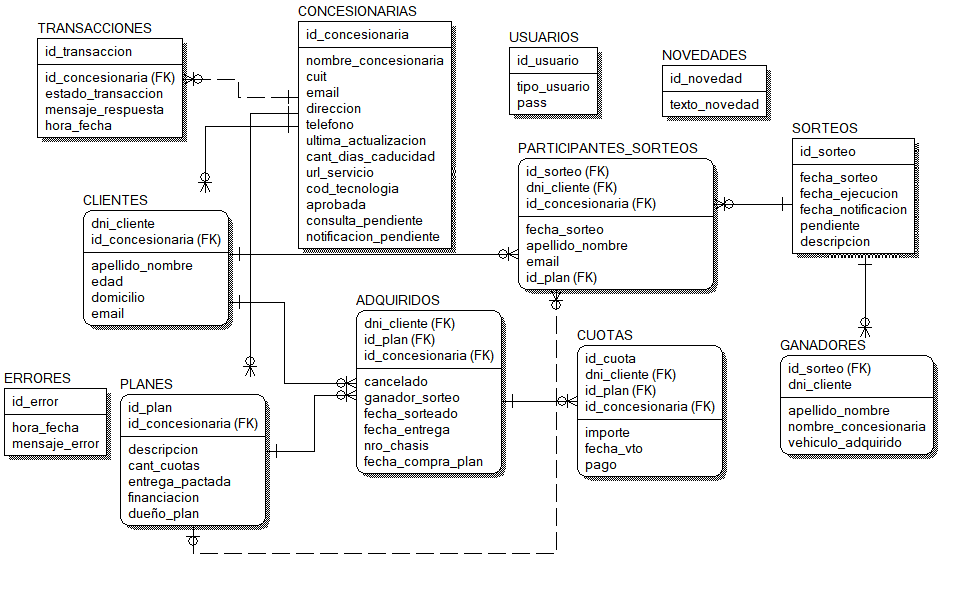 TRANSACCIONES
id_transaccion
id_concesionaria (FK)
estado_transaccion
mensaje_respuesta
hora_fecha
CONCESIONARIAS
id_concesionaria
nombre_concesionaria
cuit
email
direccion
telefono
ultima_actualizacion
cant_dias_caducidad
url_servicio
cod_tecnologia
aprobada
consulta_pendiente
notificacion_pendiente
USUARIOS
id_usuario
tipo_usuario
pass
NOVEDADES
id_novedad
texto_novedad
SORTEOS
id_sorteo
fecha_sorteo
fecha_ejecucion
fecha_notificacion
pendiente
descripcion
PARTICIPANTES_SORTEOS
id_sorteo (FK)
dni_cliente (FK)
id_concesionaria (FK)
fecha_sorteo
apellido_nombre
email
id_plan (FK)
CLIENTES
dni_cliente
id_concesionaria (FK)
apellido_nombre
edad
domicilio
email
ADQUIRIDOS
dni_cliente (FK)
id_plan (FK)
id_concesionaria (FK)
cancelado
ganador_sorteo
fecha_sorteado
fecha_entrega
nro_chasis
fecha_compra_plan
CUOTAS
id_cuota
dni_cliente (FK)
id_plan (FK)
id_concesionaria (FK)
importe
fecha_vto
pago
GANADORES
id_sorteo (FK)
dni_cliente
apellido_nombre
nombre_concesionaria
vehiculo_adquirido
ERRORES
id_error
hora_fecha
mensaje_error
PLANES
id_plan
id_concesionaria (FK)
descripcion
cant_cuotas
entrega_pactada
financiacion
dueño_plan